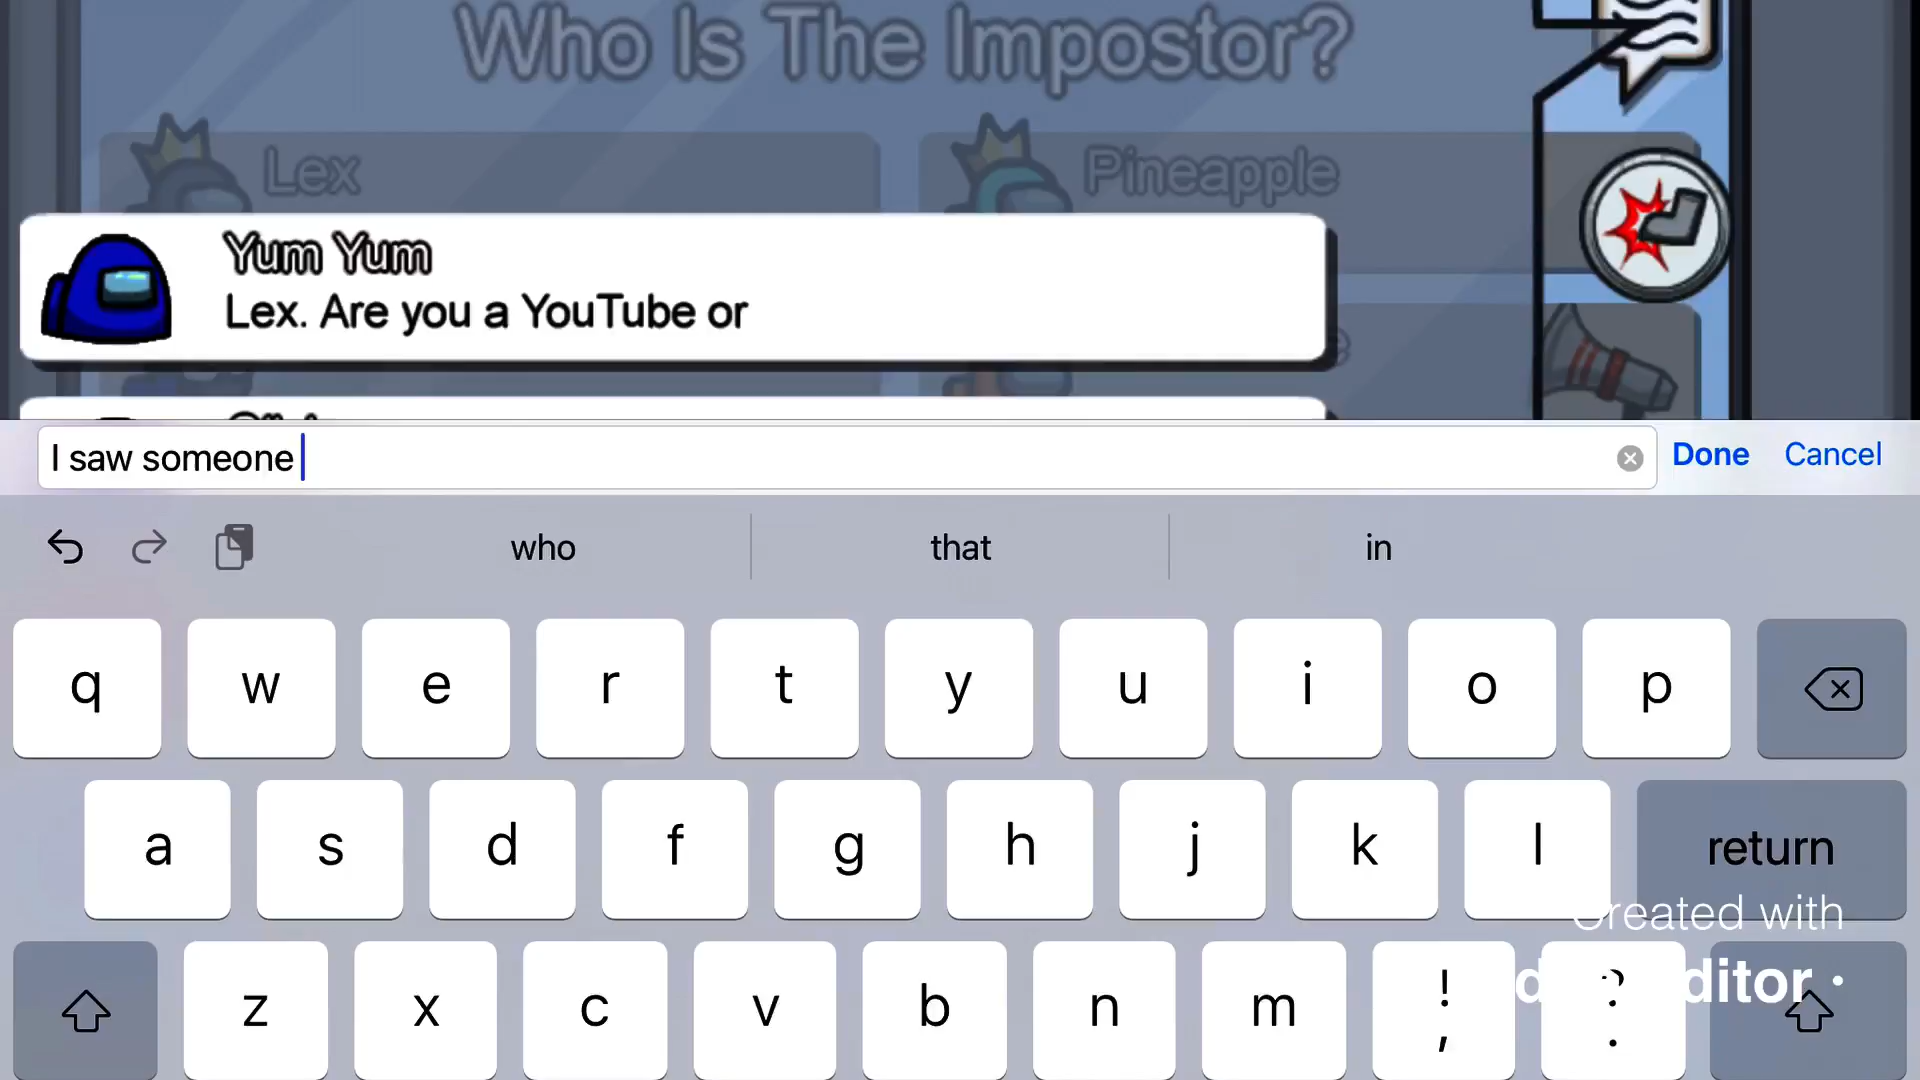 Who Is The Impostor?
Lex
Pineapple
Yum Yum
Lex. Are you a YouTube or
I saw someone
Done
Cancel
who
that
in
q w e r t y u i o p
a s d f g h j k l return
Created with
z x c v b n m ! , ? .